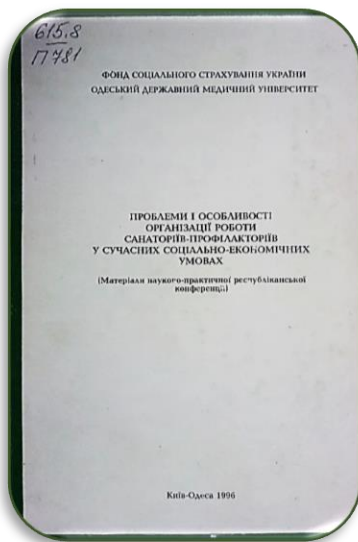 615.8
П 781
ФОНД СОЦІАЛЬНОГО СТРАХУВАННЯ УКРАЇНИ
ОДЕСЬКИЙ ДЕРЖАВНИЙ МЕДИЧНИЙ УНІВЕРСИТЕТ
ПРОБЛЕМИ І ОСОБЛИВОСТІ
ОРГАНІЗАЦІЇ РОБОТИ
САНАТОРІЇВ-ПРОФІЛАКТОРІЇВ
У СУЧАСНИХ СОЦІАЛЬНО-ЕКОНОМІЧНИХ
УМОВАХ
(Матеріали науково-практичної республіканської
конференції)
Київ-Одеса 1996